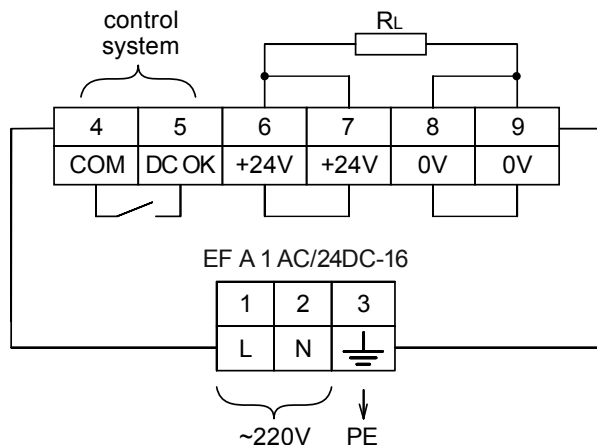 control
system
RL
4 5 6 7 8 9
COM DC OK +24V +24V 0V 0V
EF A 1 AC/24DC-16
1 2 3
L N
~220V PE